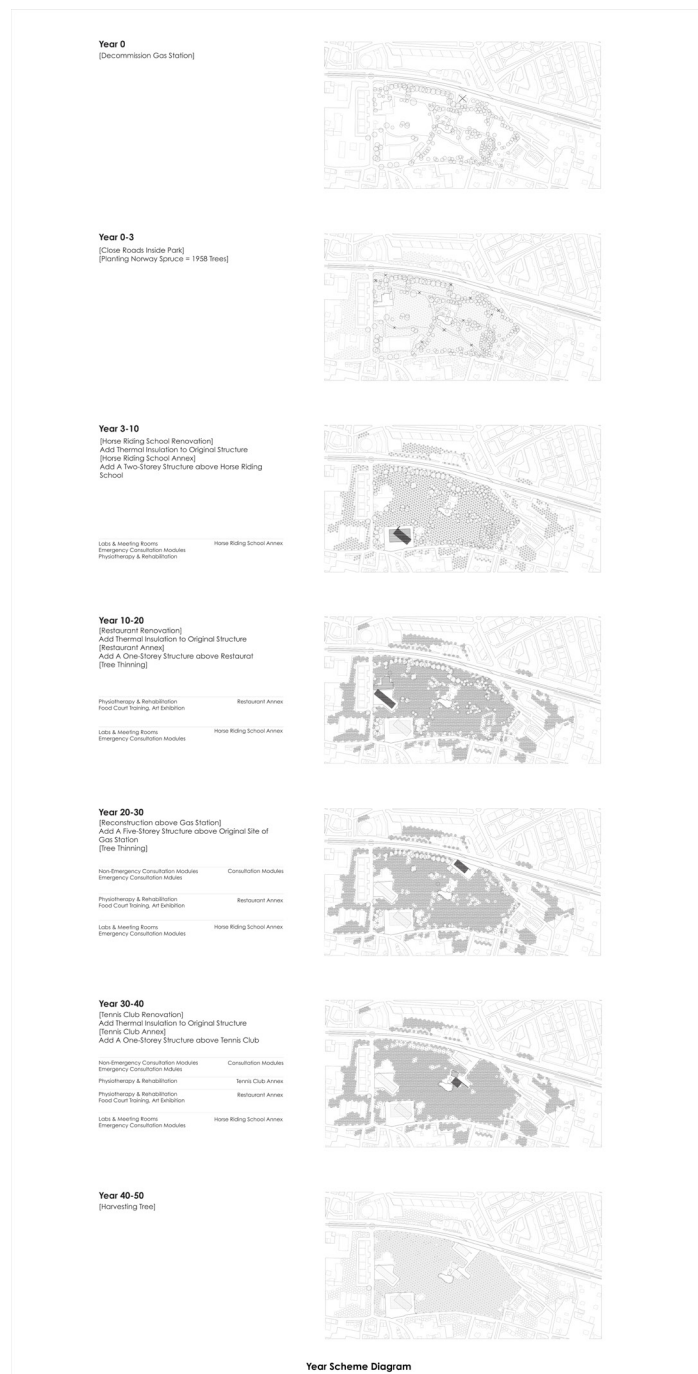 Year 0
[Decommission Gas Station]
Year 0-3
[Close Roads Inside Park]
[Planting Norway Spruce = 1958 Trees]
Year 3-10
[Horse Riding School Renovation]
Add Thermal Insulation to Original Structure
[Horse Riding School Annex]
Add A Two-Storey Structure above Horse Riding
School
Labs & Meeting Rooms Horse Riding School Annex
Emergency Consultation Modules
Physiotherapy & Rehabilitation
Year 10-20
[Restaurant Renovation]
Add Thermal Insulation to Original Structure
[Restaurant Annex]
Add A One-Storey Structure above Restaurat
[Tree Thinning]
Physiotherapy & Rehabilitation Restaurant Annex
Food Court Training, Art Exhibition
Labs & Meeting Rooms Horse Riding School Annex
Emergency Consultation Modules
Year 20-30
[Reconstruction above Gas Station]
Add A Five-Storey Structure above Original Site of
Gas Station
[Tree Thinning]
Non-Emergency Consultation Modules Consultation Modules
Emergency Consultation Mdules
Physiotherapy & Rehabilitation Restaurant Annex
Food Court Training, Art Exhibition
Labs & Meeting Rooms Horse Riding School Annex
Emergency Consultation Modules
Year 30-40
[Tennis Club Renovation]
Add Thermal Insulation to Original Structure
[Tennis Club Annex]
Add A One-Storey Structure above Tennis Club
Non-Emergency Consultation Modules Consultation Modules
Emergency Consultation Mdules
Physiotherapy & Rehabilitation Tennis Club Annex
Physiotherapy & Rehabilitation Restaurant Annex
Food Court Training, Art Exhibition
Labs & Meeting Rooms Horse Riding School Annex
Emergency Consultation Modules
Year 40-50
[Harvesting Tree]
Year Scheme Diagram